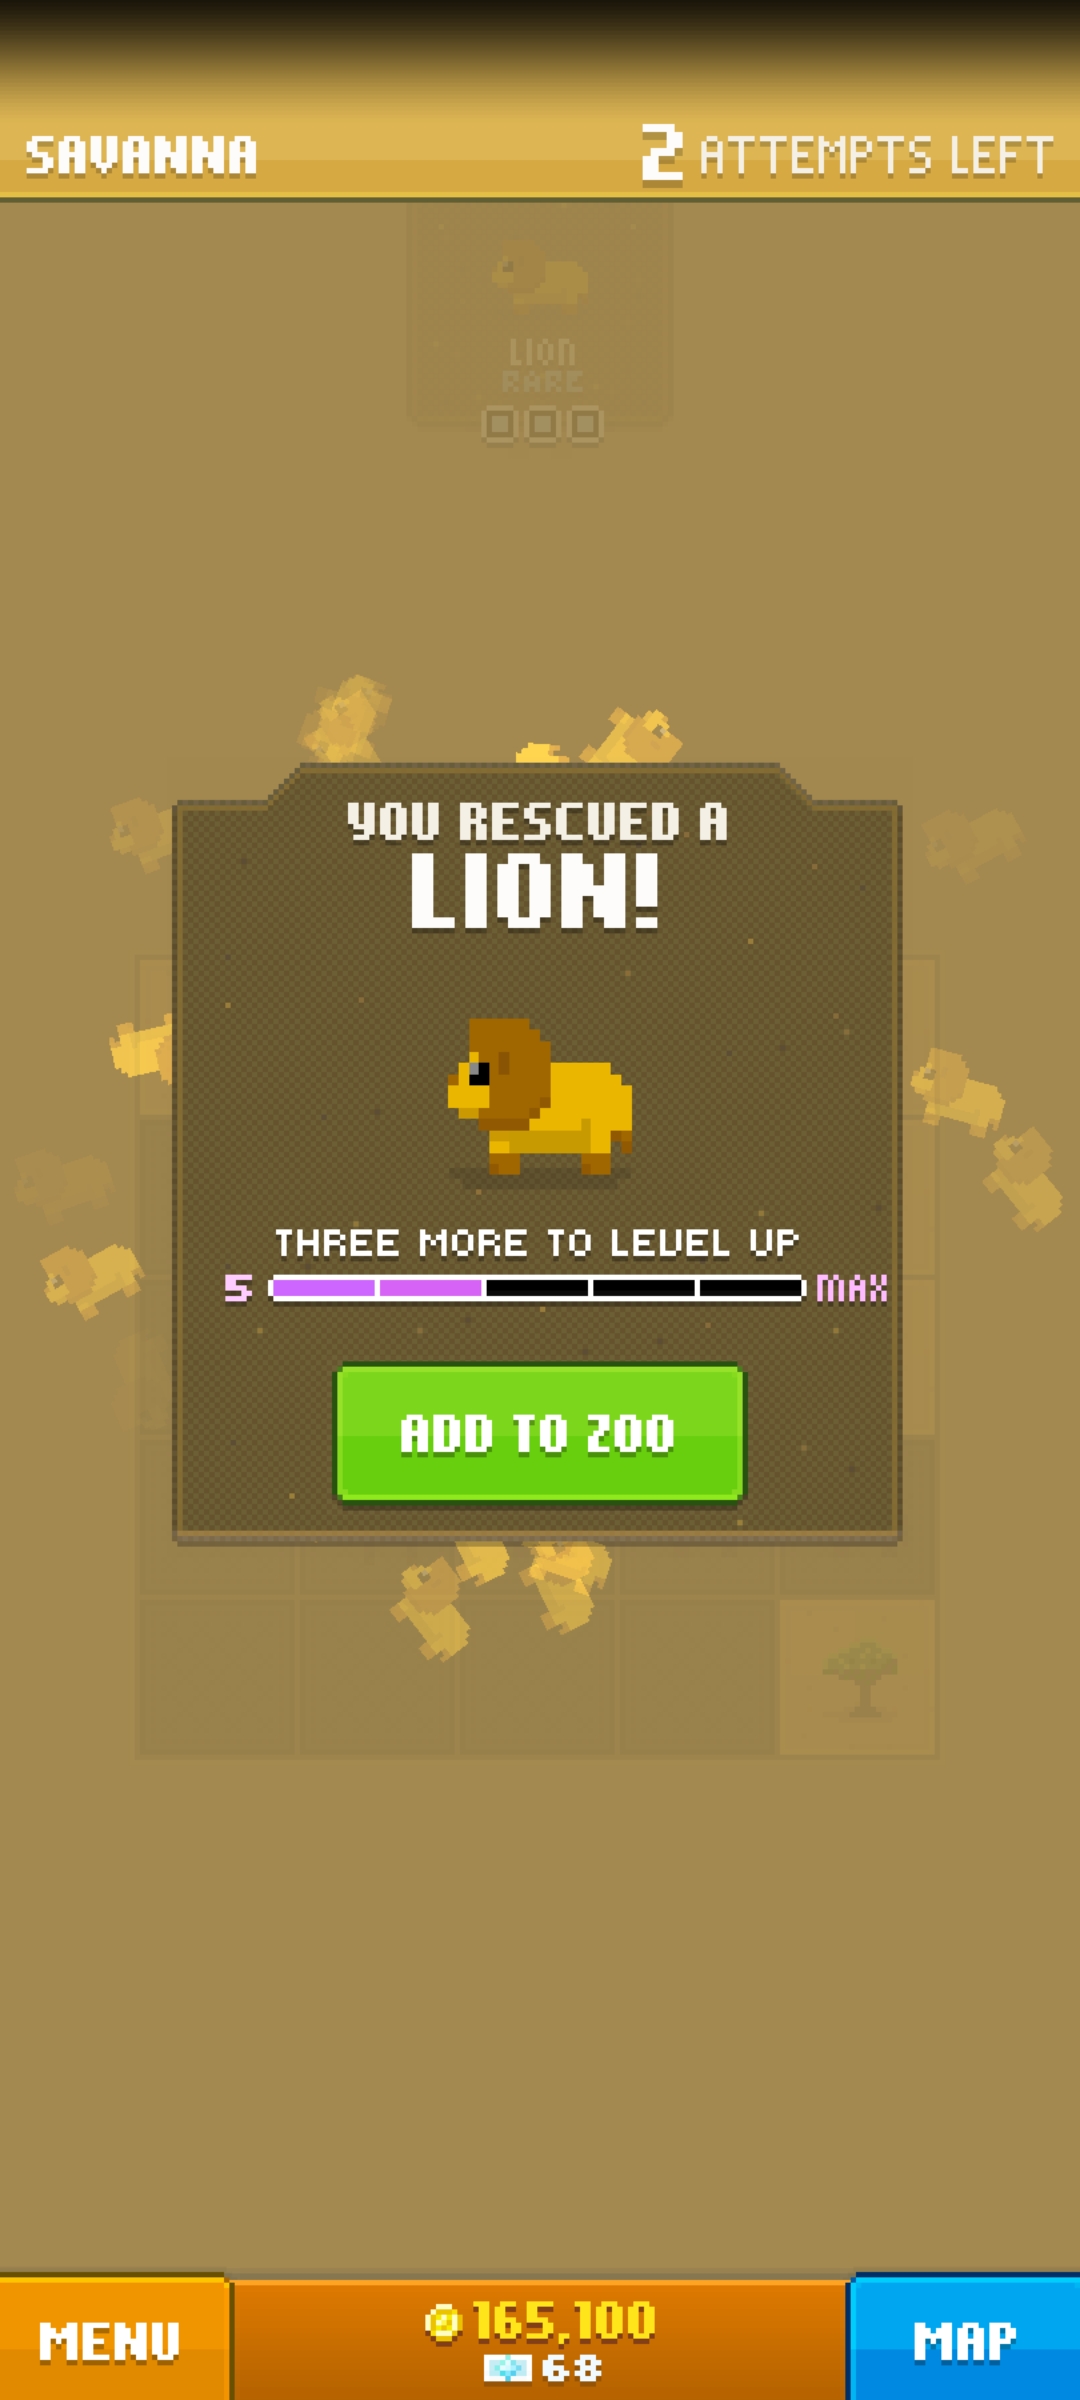 SAVANNA
2 ATTEMPTS LEFT
LION
RARE
YOU RESCUED A
LION!
THREE MORE TO LEVEL UP
5 MAX
ADD TO ZOO
MENU
165,100
68
MAP